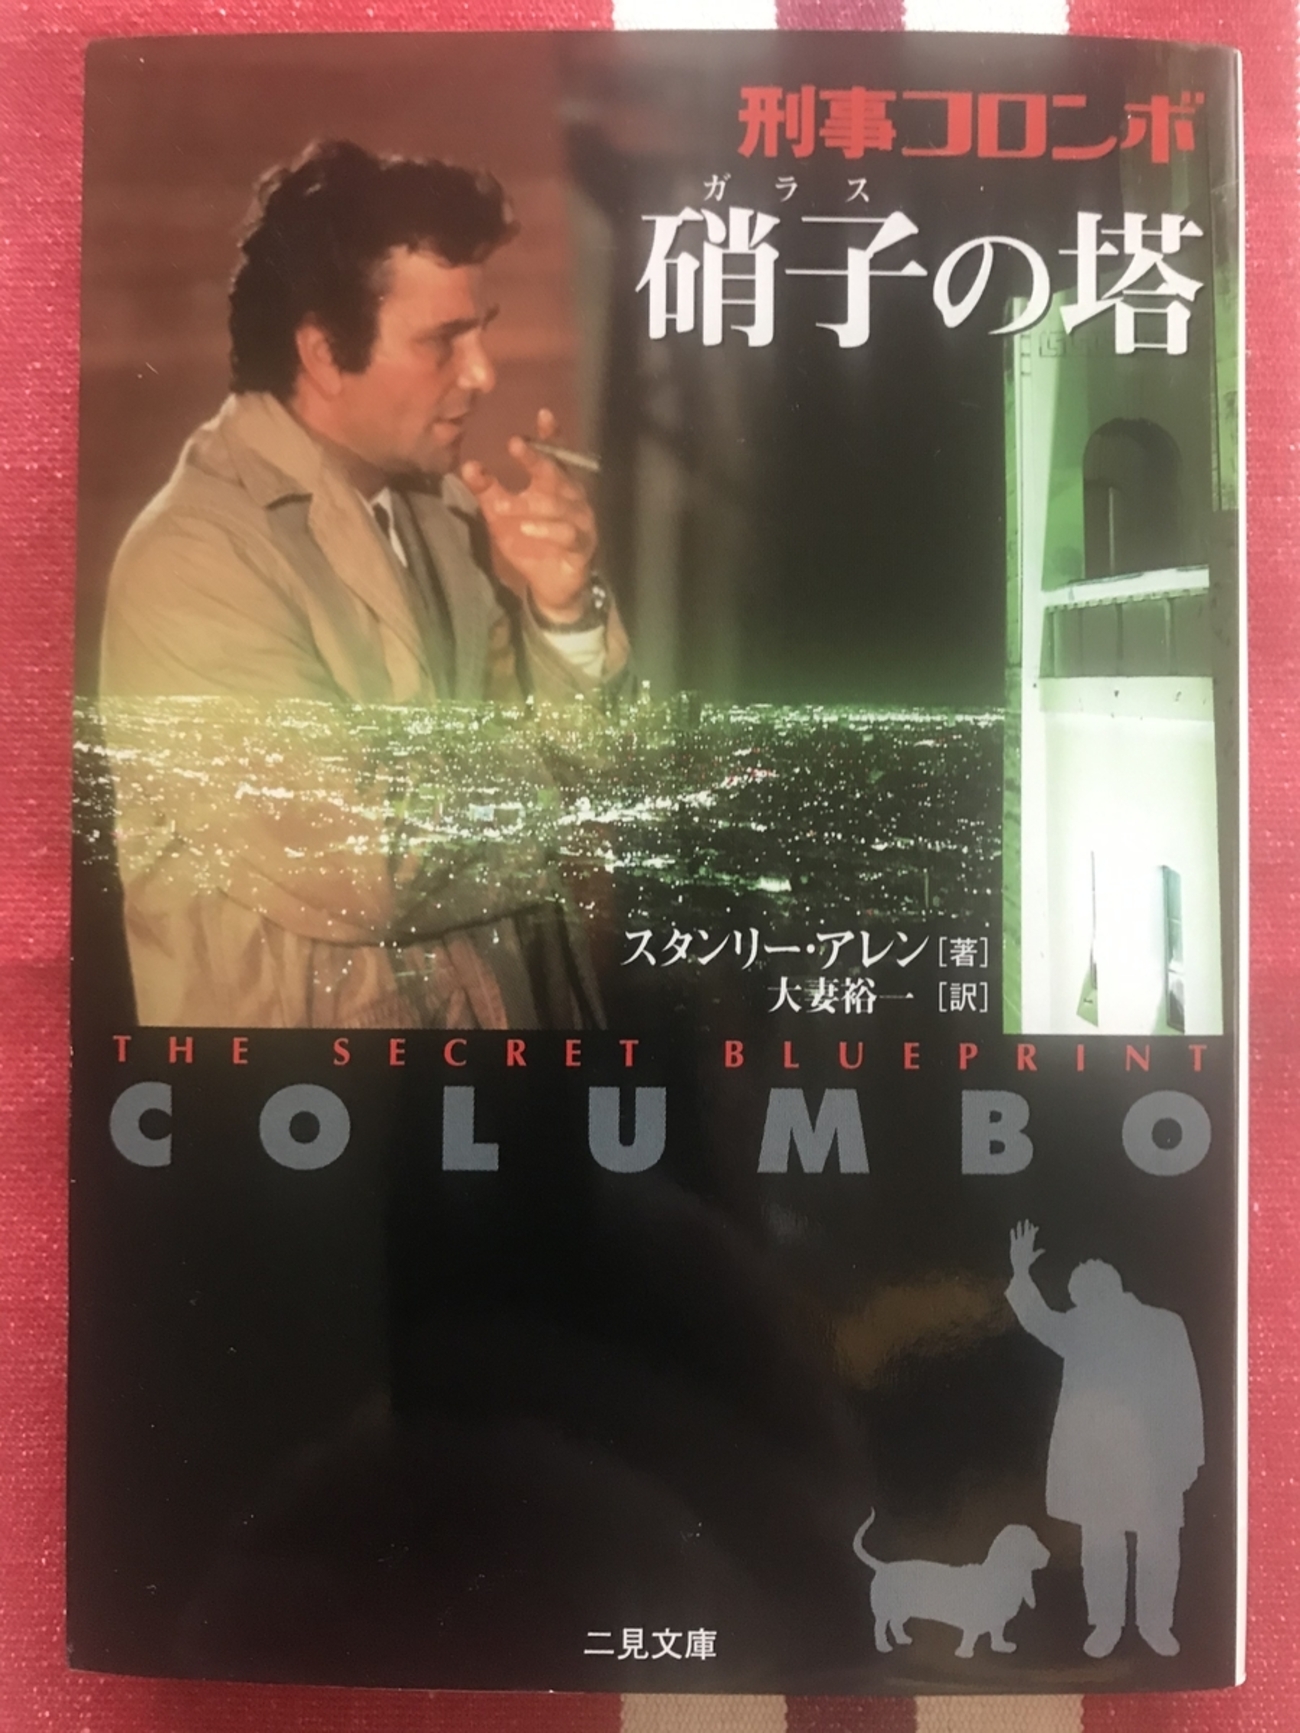 刑事コロンボ
ガラス
硝子の塔
スタンリー・アレン[著]
大妻裕一[訳]
THE SECRET BLUEPRINT
COLUMBO
二見文庫